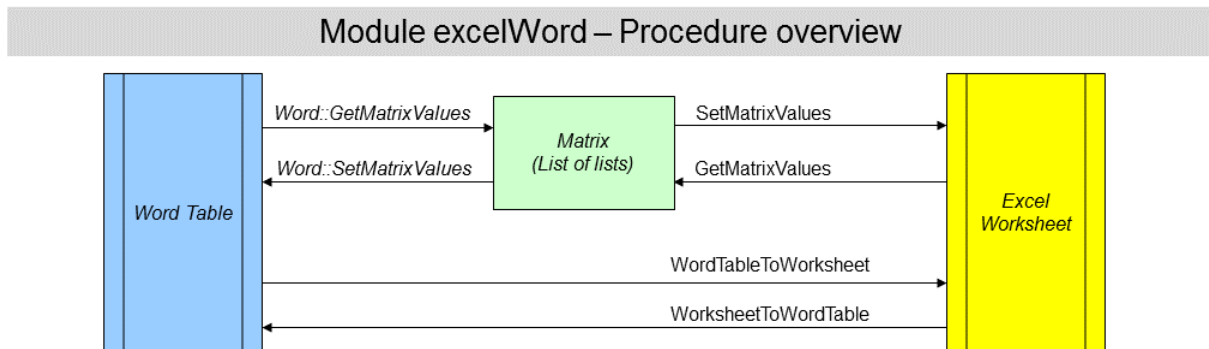 Module excelWord – Procedure overview
Word::GetMatrixValues
SetMatrixValues
Matrix
(List of lists)
Word::SetMatrixValues
GetMatrixValues
Word Table
Excel
Worksheet
WordTableToWorksheet
WorksheetToWordTable